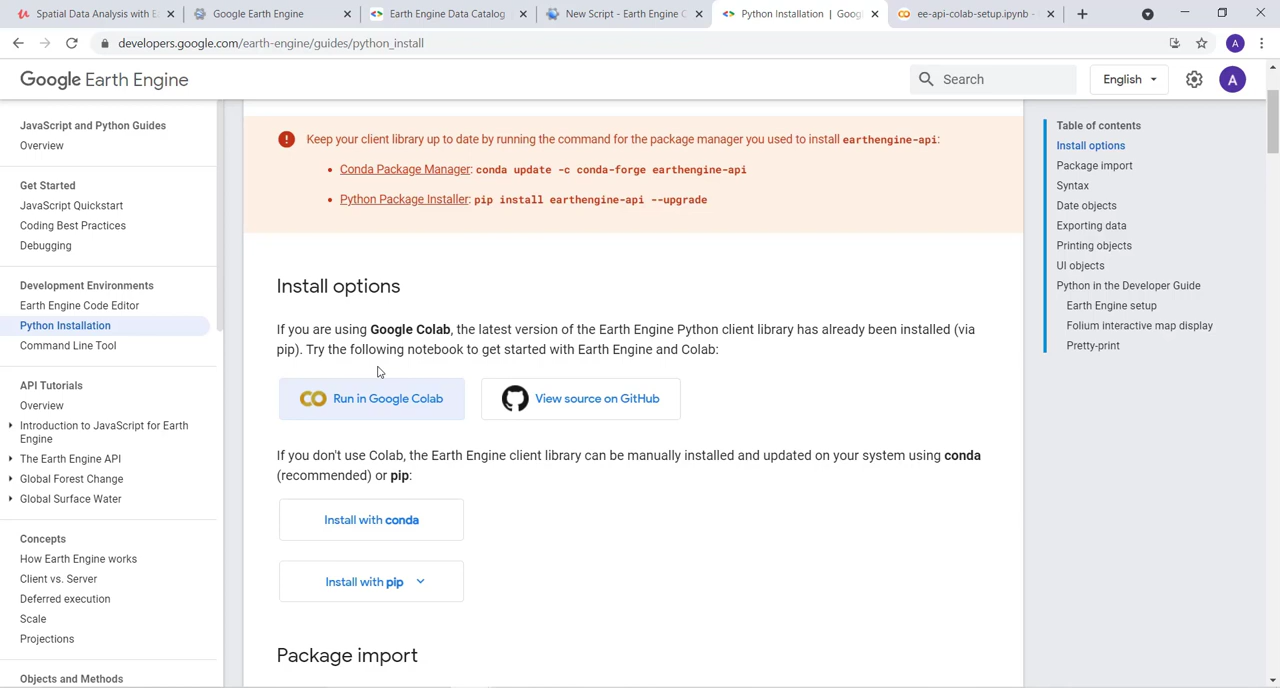 Spatial Data Analysis with E
Google Earth Engine
Earth Engine Data Catalog
New Script - Earth Engine C
Python Installation | Goog
ee-api-colab-setup.ipynb -
developers.google.com/earth-engine/guides/python_install
A
Google Earth Engine
Search
English
A
JavaScript and Python Guides
Overview
Get Started
JavaScript Quickstart
Coding Best Practices
Debugging
Development Environments
Earth Engine Code Editor
Python Installation
Command Line Tool
API Tutorials
Overview
Introduction to JavaScript for Earth
Engine
The Earth Engine API
Global Forest Change
Global Surface Water
Concepts
How Earth Engine works
Client vs. Server
Deferred execution
Scale
Projections
Objects and Methods
Keep your client library up to date by running the command for the package manager you used to install earthengine-api:
• Conda Package Manager: conda update -c conda-forge earthengine-api
• Python Package Installer: pip install earthengine-api --upgrade
Install options
If you are using Google Colab, the latest version of the Earth Engine Python client library has already been installed (via
pip). Try the following notebook to get started with Earth Engine and Colab:
Run in Google Colab
View source on GitHub
If you don't use Colab, the Earth Engine client library can be manually installed and updated on your system using conda
(recommended) or pip:
Install with conda
Install with pip
Package import
Table of contents
Install options
Package import
Syntax
Date objects
Exporting data
Printing objects
UI objects
Python in the Developer Guide
Earth Engine setup
Folium interactive map display
Pretty-print